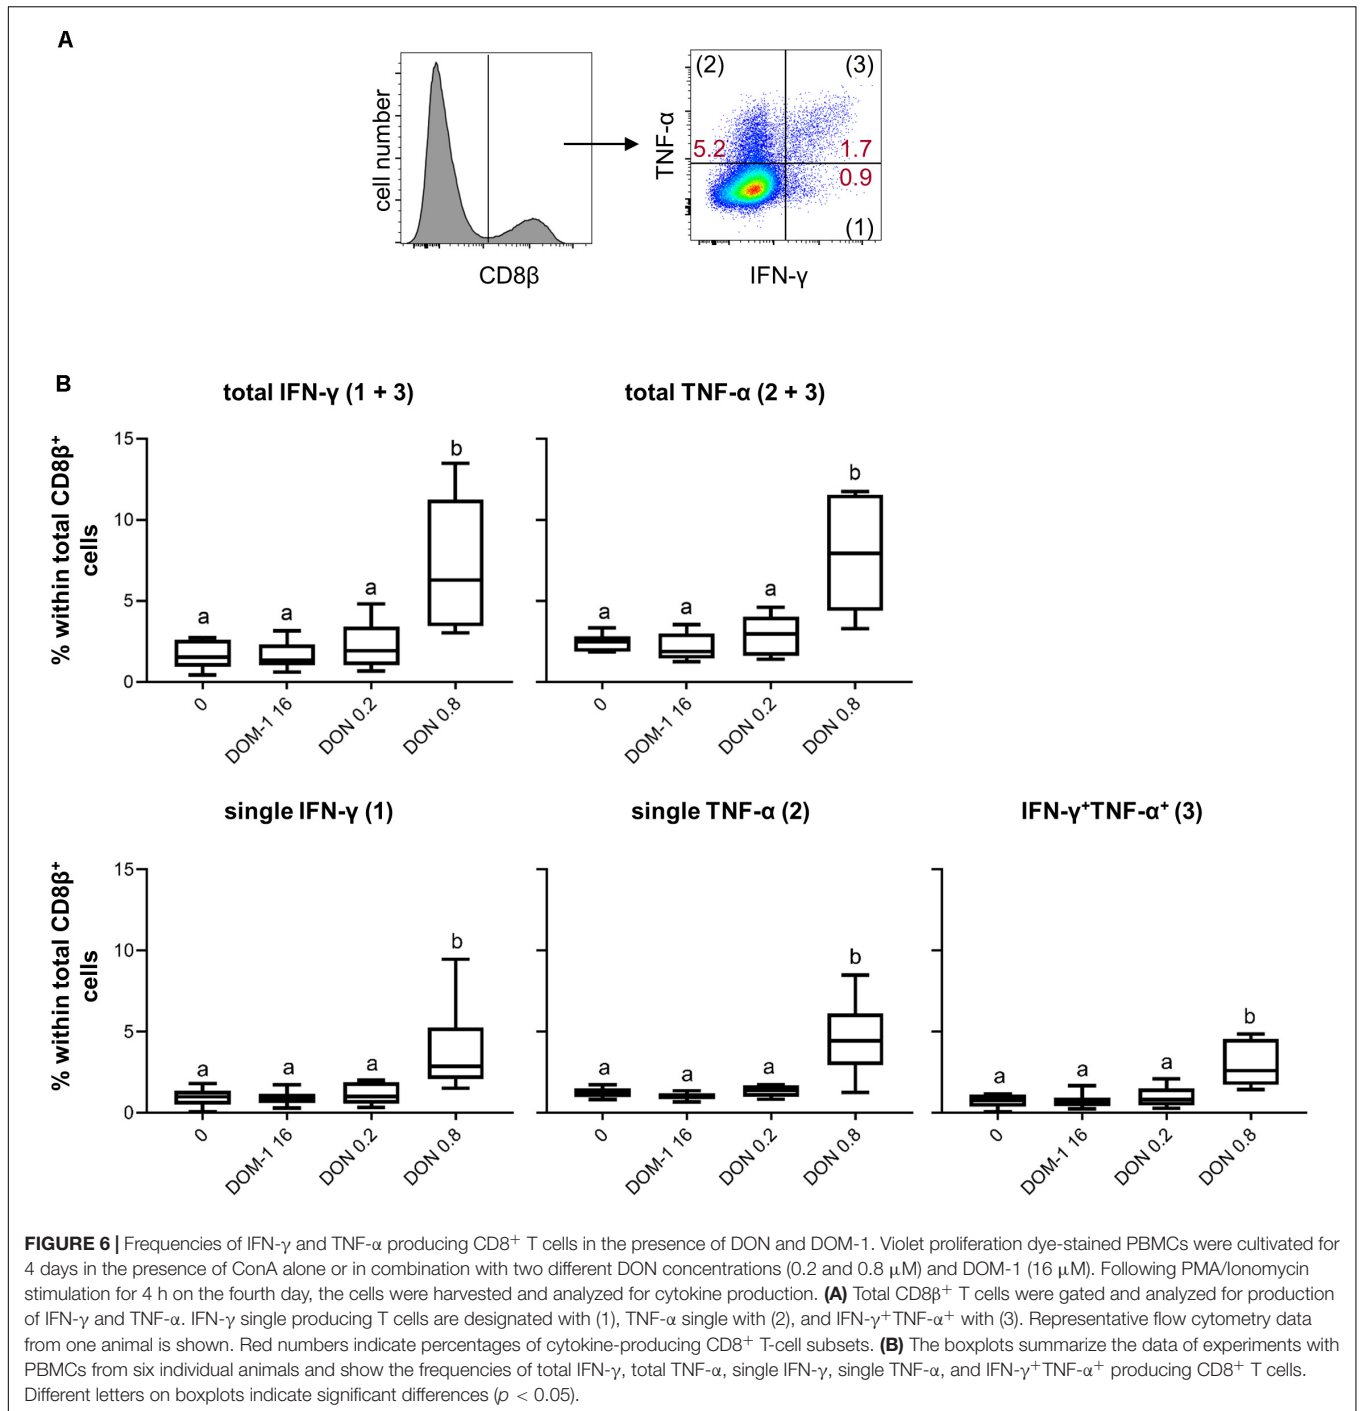 A
cell number
CD8β
TNF-α
(2)
(3)
5.2
1.7
0.9
(1)
IFN-γ
B
total IFN-γ (1 + 3)
total TNF-α (2 + 3)
% within total CD8β⁺
cells
15
10
5
0
a
a
a
b
a
a
a
b
0
DOM-1 16
DON 0.2
DON 0.8
0
DOM-1 16
DON 0.2
DON 0.8
single IFN-γ (1)
single TNF-α (2)
IFN-γ⁺TNF-α⁺ (3)
% within total CD8β⁺
cells
15
10
5
0
a
a
a
b
a
a
a
b
a
a
a
b
0
DOM-1 16
DON 0.2
DON 0.8
0
DOM-1 16
DON 0.2
DON 0.8
0
DOM-1 16
DON 0.2
DON 0.8
FIGURE 6 | Frequencies of IFN-γ and TNF-α producing CD8⁺ T cells in the presence of DON and DOM-1. Violet proliferation dye-stained PBMCs were cultivated for
4 days in the presence of ConA alone or in combination with two different DON concentrations (0.2 and 0.8 μM) and DOM-1 (16 μM). Following PMA/Ionomycin
stimulation for 4 h on the fourth day, the cells were harvested and analyzed for cytokine production. (A) Total CD8β⁺ T cells were gated and analyzed for production
of IFN-γ and TNF-α. IFN-γ single producing T cells are designated with (1), TNF-α single with (2), and IFN-γ⁺TNF-α⁺ with (3). Representative flow cytometry data
from one animal is shown. Red numbers indicate percentages of cytokine-producing CD8⁺ T-cell subsets. (B) The boxplots summarize the data of experiments with
PBMCs from six individual animals and show the frequencies of total IFN-γ, total TNF-α, single IFN-γ, single TNF-α, and IFN-γ⁺TNF-α⁺ producing CD8⁺ T cells.
Different letters on boxplots indicate significant differences (p < 0.05).